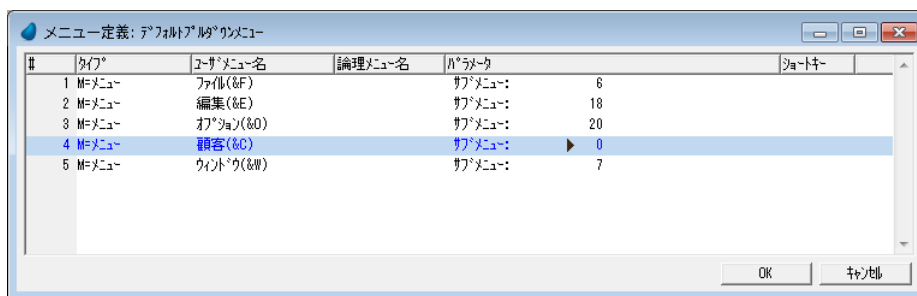 メニュー定義: ﾃﾞﾌｫﾙﾄﾌﾟﾙﾀﾞｳﾝﾒﾆｭｰ
# ﾀｲﾌﾟ ﾕｰｻﾞﾒﾆｭｰ名 論理ﾒﾆｭｰ名 ﾊﾟﾗﾒｰﾀ ｼｮｰﾄｷｰ
1 M=ﾒﾆｭｰ ﾌｧｲﾙ(&F) ｻﾌﾞﾒﾆｭｰ: 6
2 M=ﾒﾆｭｰ 編集(&E) ｻﾌﾞﾒﾆｭｰ: 18
3 M=ﾒﾆｭｰ ｵﾌﾟｼｮﾝ(&O) ｻﾌﾞﾒﾆｭｰ: 20
4 M=ﾒﾆｭｰ 顧客(&C) ｻﾌﾞﾒﾆｭｰ: 0
5 M=ﾒﾆｭｰ ｳｨﾝﾄﾞｳ(&W) ｻﾌﾞﾒﾆｭｰ: 7
OK ｷｬﾝｾﾙ